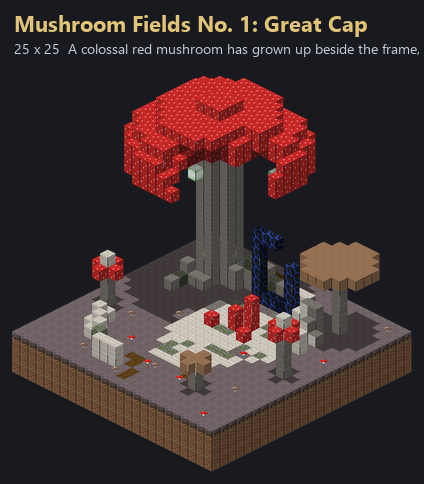 Mushroom Fields No. 1: Great Cap
25 x 25  A colossal red mushroom has grown up beside the frame,